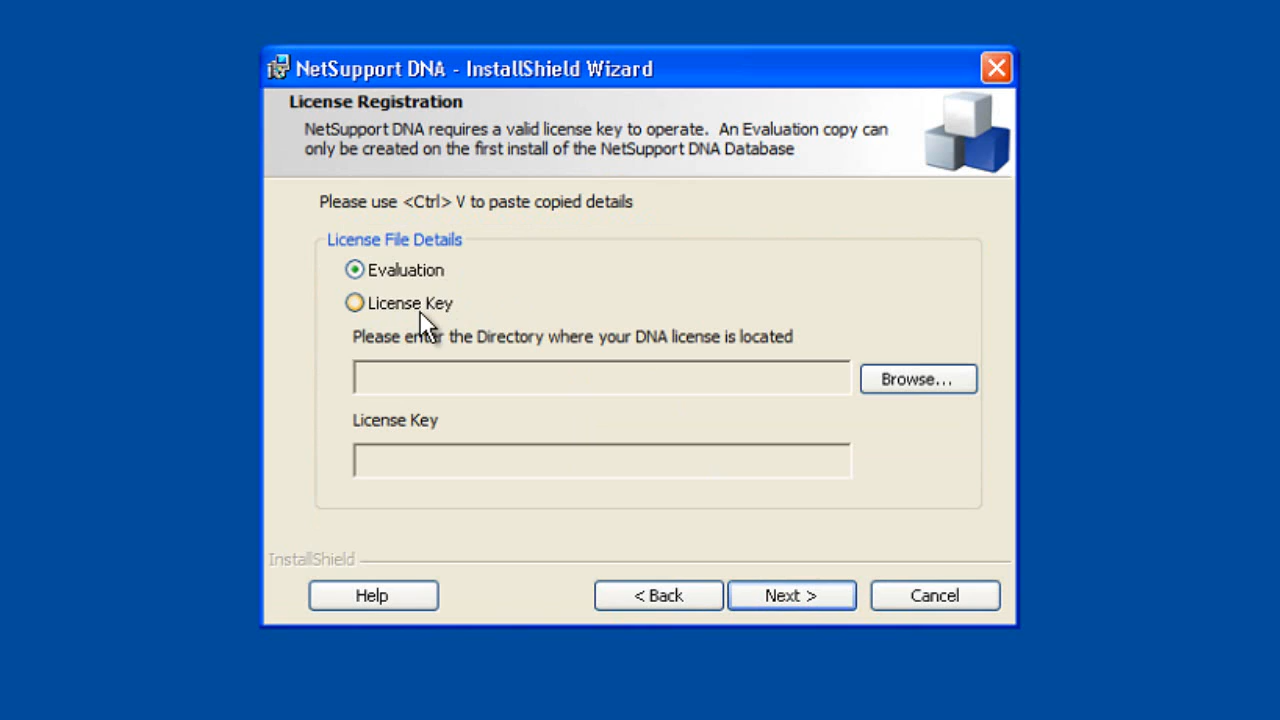 NetSupport DNA - InstallShield Wizard
License Registration
NetSupport DNA requires a valid license key to operate. An Evaluation copy can
only be created on the first install of the NetSupport DNA Database
Please use <Ctrl> V to paste copied details
License File Details
Evaluation
License Key
Please enter the Directory where your DNA license is located
Browse...
License Key
InstallShield
Help
< Back
Next >
Cancel